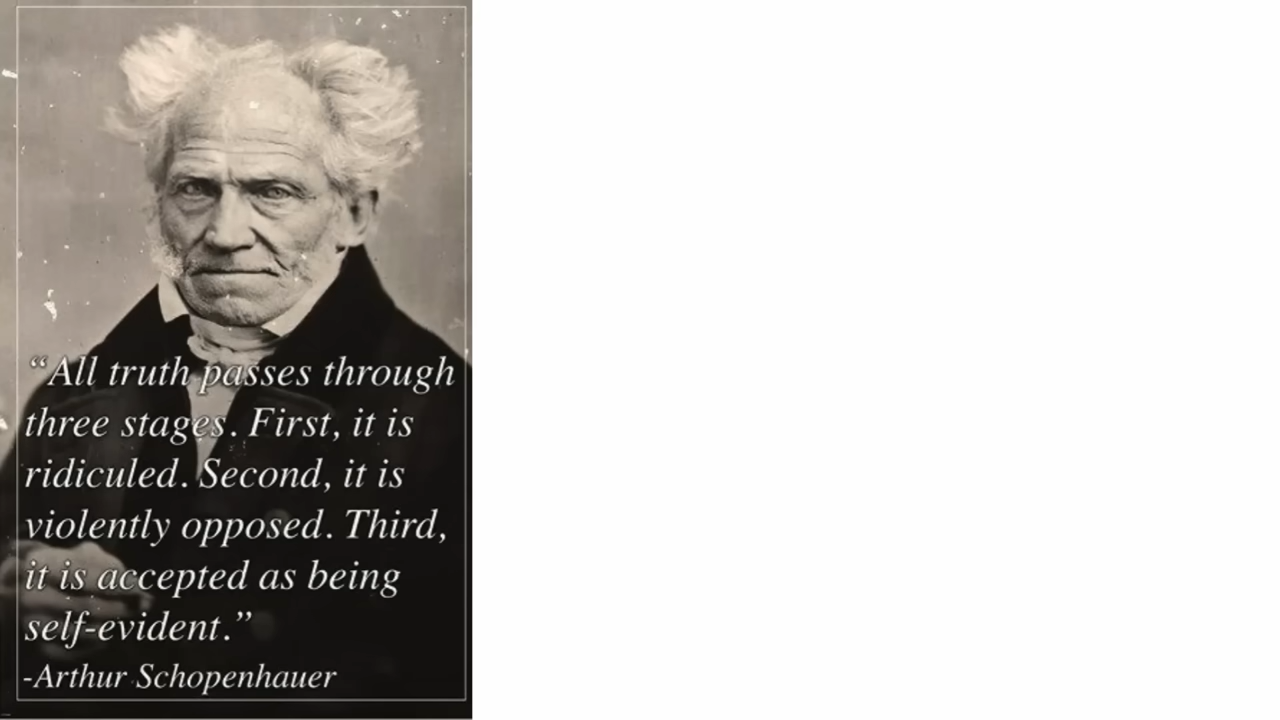 “All truth passes through
three stages. First, it is
ridiculed. Second, it is
violently opposed. Third,
it is accepted as being
self-evident.”
-Arthur Schopenhauer